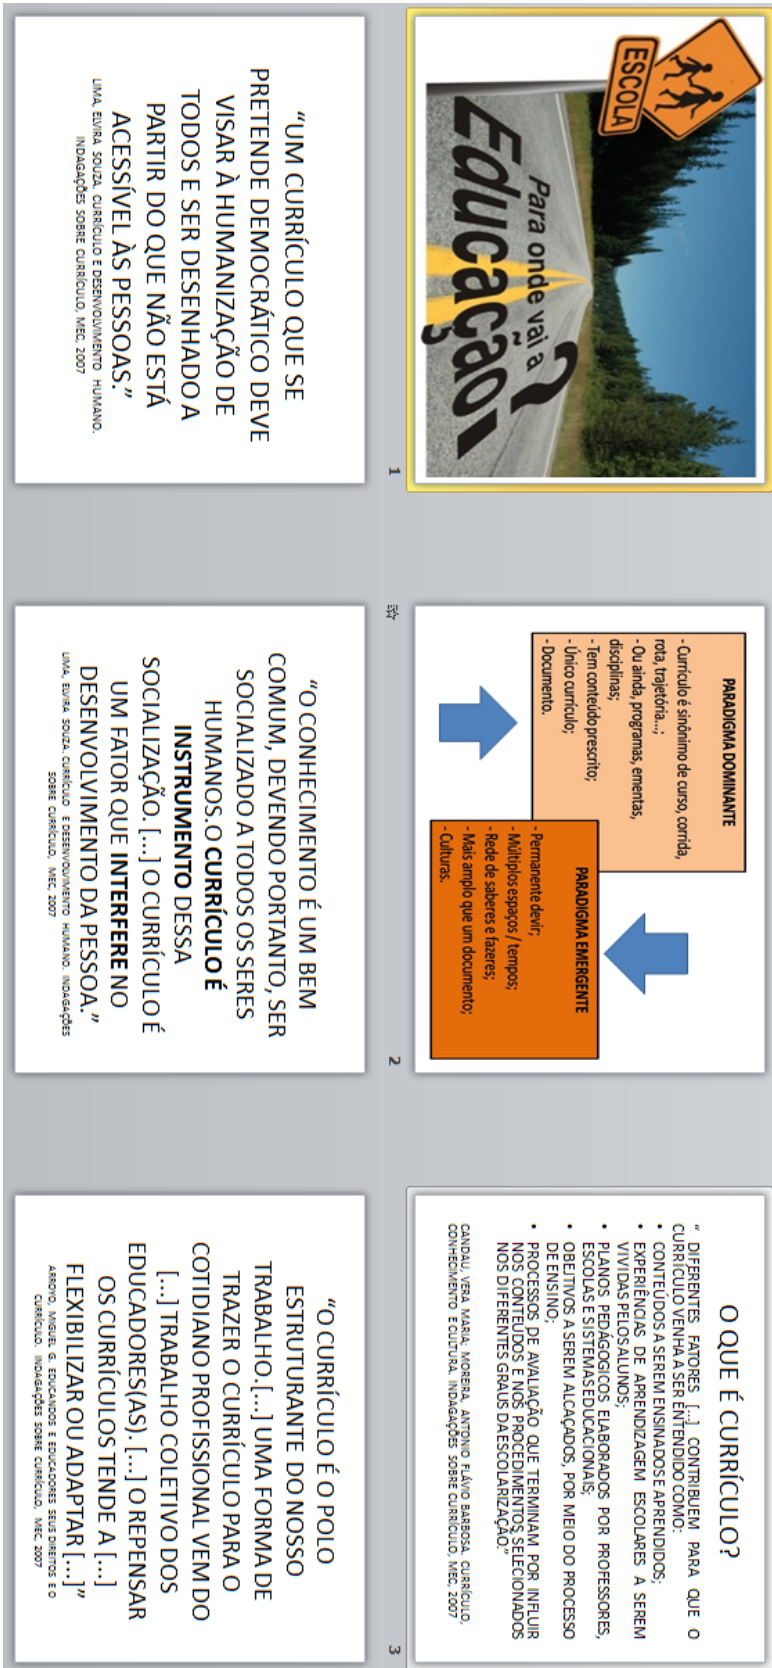 ESCOLA
Para onde vai a
Educação?
1
PARADIGMA DOMINANTE
- Currículo é sinônimo de curso, corrida,
rota, trajetória...;
- Ou ainda, programas, ementas,
disciplinas;
- Tem conteúdo prescrito;
- Único currículo;
- Documento.
PARADIGMA EMERGENTE
- Permanente devir;
- Múltiplos espaços / tempos;
- Rede de saberes e fazeres;
- Mais amplo que um documento;
- Culturas.
2
O QUE É CURRÍCULO?
“ DIFERENTES FATORES [...] CONTRIBUEM PARA QUE O
CURRÍCULO VENHA A SER ENTENDIDO COMO:
• CONTEÚDOS A SEREM ENSINADOS E APRENDIDOS;
• EXPERIÊNCIAS DE APRENDIZAGEM ESCOLARES A SEREM
VIVIDAS PELOS ALUNOS;
• PLANOS PEDAGÓGICOS ELABORADOS POR PROFESSORES,
ESCOLAS E SISTEMAS EDUCACIONAIS;
• OBEJTIVOS A SEREM ALCAÇADOS, POR MEIO DO PROCESSO
DE ENSINO;
• PROCESSOS DE AVALIAÇÃO QUE TERMINAM POR INFLUIR
NOS CONTEÚDOS E NOS PROCEDIMENTOS SELECIONADOS
NOS DIFERENTES GRAUS DA ESCOLARIZAÇÃO.”
CANDAU, VERA MARIA; MOREIRA, ANTONIO FLÁVIO BARBOSA, CURRÍCULO,
CONHECIMENTO E CULTURA. INDAGAÇÕES SOBRE CURRÍCULO, MEC, 2007
3
“UM CURRÍCULO QUE SE
PRETENDE DEMOCRÁTICO DEVE
VISAR À HUMANIZAÇÃO DE
TODOS E SER DESENHADO A
PARTIR DO QUE NÃO ESTÁ
ACESSÍVEL ÀS PESSOAS.”
LIMA, ELVIRA SOUZA. CURRÍCULO E DESENVOLVIMENTO HUMANO.
INDAGAÇÕES SOBRE CURRÍCULO, MEC, 2007
“O CONHECIMENTO É UM BEM
COMUM, DEVENDO PORTANTO, SER
SOCIALIZADO A TODOS OS SERES
HUMANOS.O CURRÍCULO É
INSTRUMENTO DESSA
SOCIALIZAÇÃO. [...] O CURRÍCULO É
UM FATOR QUE INTERFERE NO
DESENVOLVIMENTO DA PESSOA.”
LIMA, ELVIRA SOUZA. CURRÍCULO E DESENVOLVIMENTO HUMANO. INDAGAÇÕES
SOBRE CURRÍCULO, MEC, 2007
“O CURRÍCULO É O POLO
ESTRUTURANTE DO NOSSO
TRABALHO.[...] UMA FORMA DE
TRAZER O CURRÍCULO PARA O
COTIDIANO PROFISSIONAL VEM DO
[...] TRABALHO COLETIVO DOS
EDUCADORES(AS). [...] O REPENSAR
OS CURRÍCULOS TENDE A [...]
FLEXIBILIZAR OU ADAPTAR [...]”
ARROYO, MIGUEL G. EDUCANDOS E EDUCADORES SEUS DIREITOS E O
CURRÍCULO. INDAGAÇÕES SOBRE CURRÍCULO, MEC, 2007